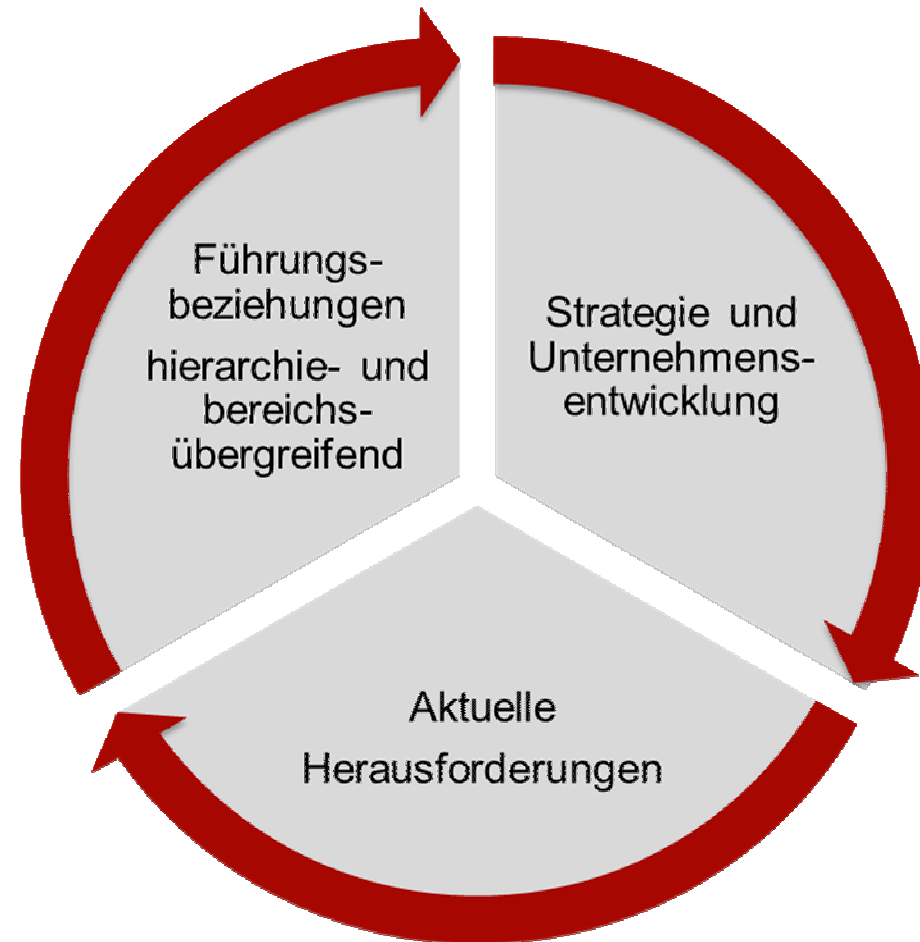 Führungs-
beziehungen
hierarchie- und
bereichs-
übergreifend
Strategie und
Unternehmens-
entwicklung
Aktuelle
Herausforderungen